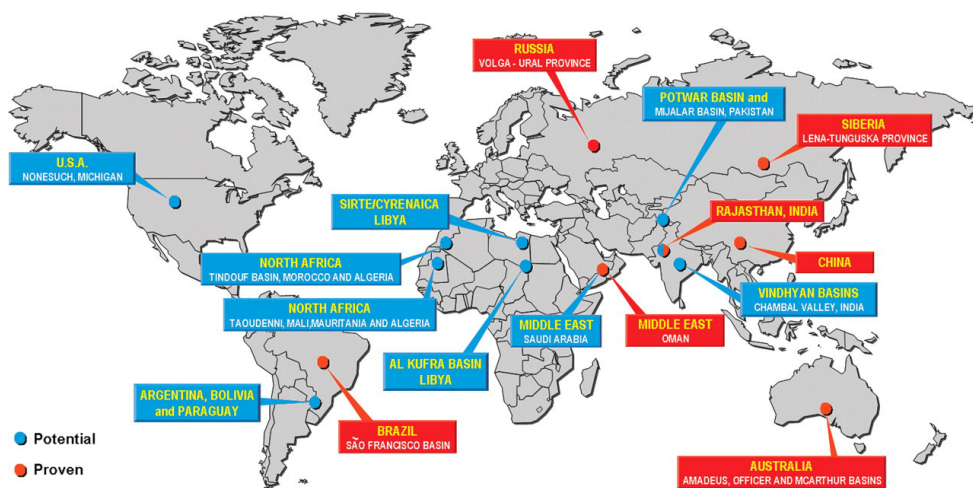 RUSSIA
VOLGA - URAL PROVINCE
POTWAR BASIN and
MIJALAR BASIN, PAKISTAN
SIBERIA
LENA-TUNGUSKA PROVINCE
U.S.A.
NONESUCH, MICHIGAN
SIRTE/CYRENAICA
LIBYA
RAJASTHAN, INDIA
NORTH AFRICA
TINDOUF BASIN, MOROCCO AND ALGERIA
CHINA
NORTH AFRICA
TAOUDENNI, MALI,MAURITANIA AND ALGERIA
VINDHYAN BASINS
CHAMBAL VALLEY, INDIA
MIDDLE EAST
SAUDI ARABIA
MIDDLE EAST
OMAN
AL KUFRA BASIN
LIBYA
ARGENTINA, BOLIVIA
and PARAGUAY
BRAZIL
SÃO FRANCISCO BASIN
Potential
Proven
AUSTRALIA
AMADEUS, OFFICER AND MCARTHUR BASINS